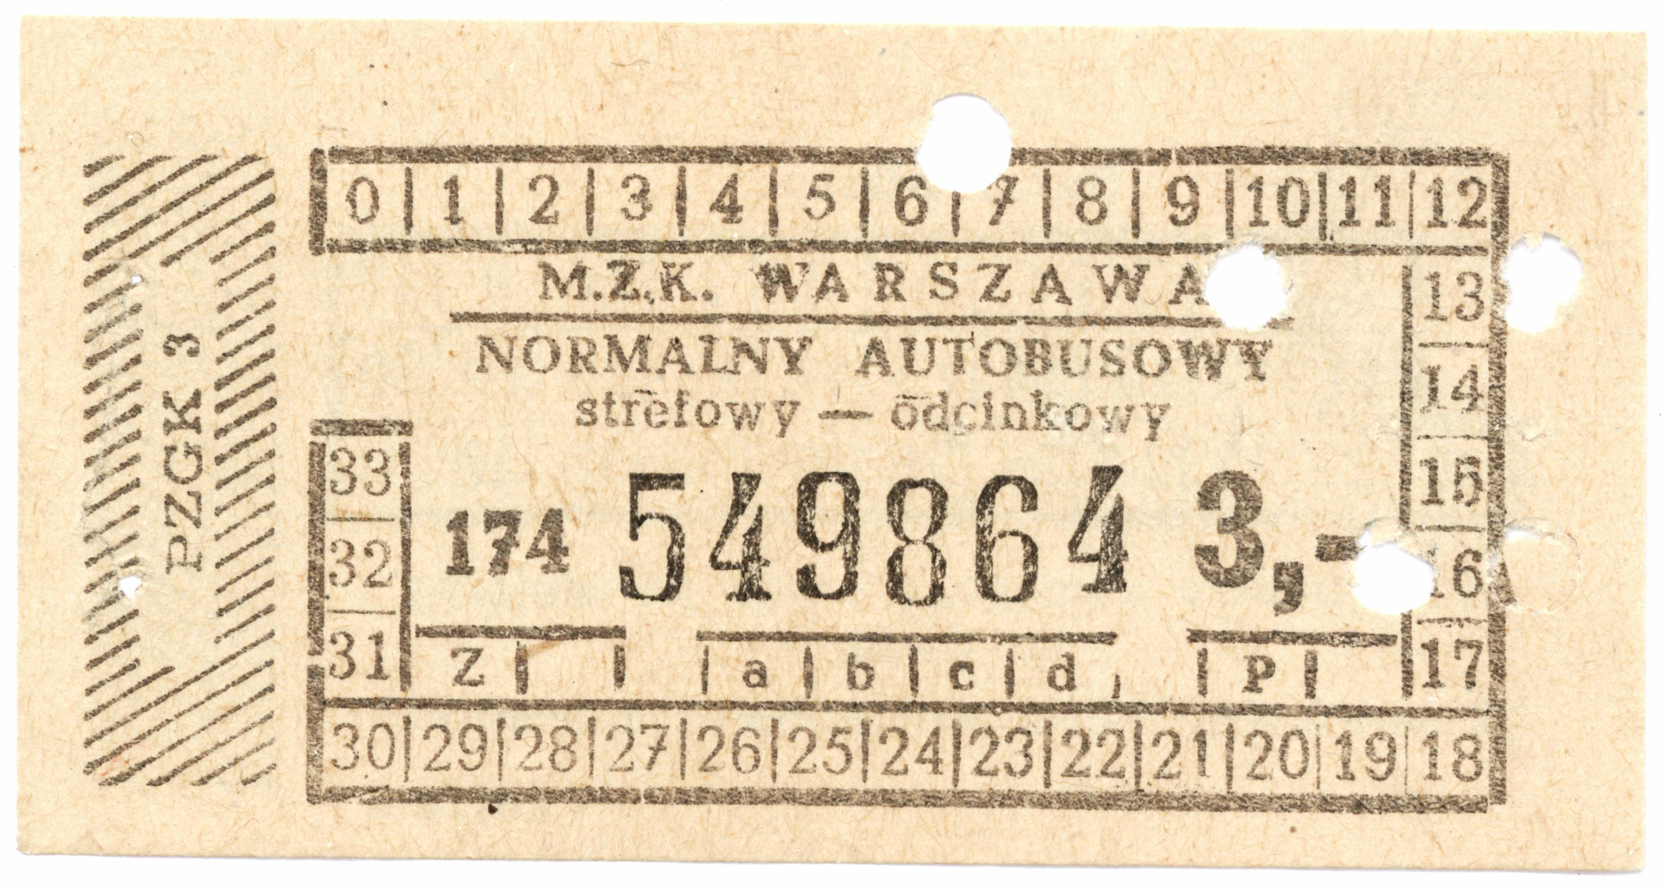 PZGK 3
0 1 2 3 4 5 6 7 8 9 10 11 12
M.Z.K. WARSZAWA
13
NORMALNY AUTOBUSOWY
14
strefowy — odcinkowy
33 15
174 549864 3,-
32 16
31 Z a b c d P 17
30 29 28 27 26 25 24 23 22 21 20 19 18